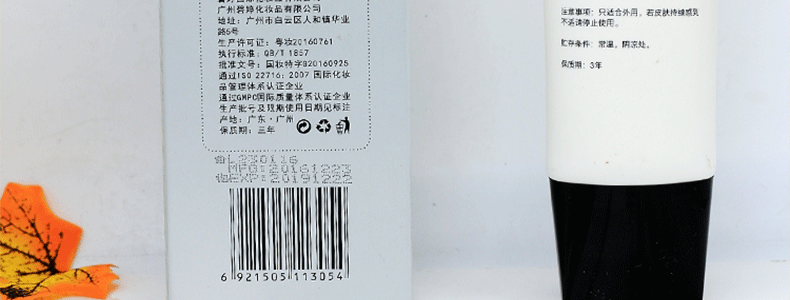 广州碧婷化妆品有限公司
地址：广州市白云区人和镇华业
路5号
生产许可证：粤妆20160761
执行标准：QB/T 1857
批准文号：国妆特字G20160925
通过ISO 22716：2007 国际化妆
品管理体系认证企业
通过GMPC国际质量体系认证企业
生产批号及限期使用日期见标注
产地：广东·广州
保质期：三年
L230116
MFG:20161223
EXP:20191222
6 921505 113054
注意事项：只适合外用，若皮肤持续感到
不适请停止使用。
贮存条件：常温，阴凉处。
保质期：3年